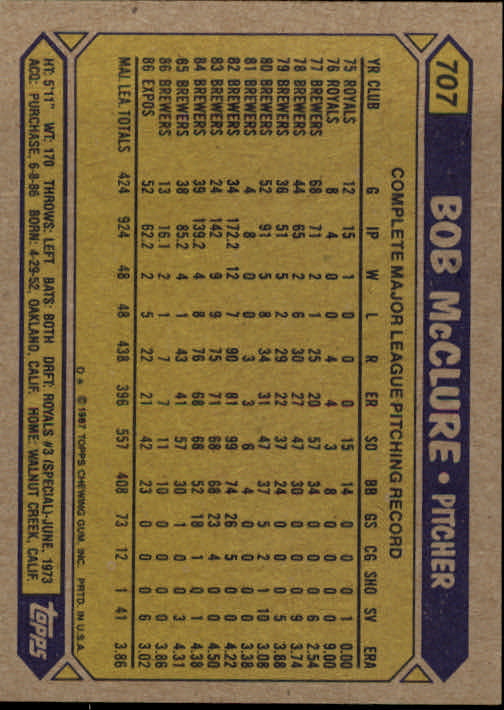 707 BOB McCLURE • PITCHER
COMPLETE MAJOR LEAGUE PITCHING RECORD
YR CLUB G IP W L R ER SO BB GS CG SHO SV ERA
75 ROYALS 12 15 1 0 0 0 15 14 0 0 0 1 0.00
76 ROYALS 8 4 0 0 4 4 3 8 0 0 0 0 9.00
77 BREWERS 68 71 2 1 25 20 57 34 0 0 0 6 2.54
78 BREWERS 44 65 2 6 30 27 47 30 0 0 0 9 3.74
79 BREWERS 36 51 5 2 29 22 37 24 0 0 0 5 3.88
80 BREWERS 52 91 5 8 34 31 47 37 5 2 1 10 3.08
81 BREWERS 4 8 0 0 3 3 6 4 0 0 0 0 3.38
82 BREWERS 34 172.2 12 7 90 81 99 74 26 5 0 0 4.22
83 BREWERS 24 142 9 9 75 71 68 68 23 4 0 0 4.50
84 BREWERS 39 139.2 4 8 76 68 68 52 18 1 0 1 4.38
85 BREWERS 38 85.2 4 1 43 41 57 30 1 0 0 3 4.31
86 BREWERS 13 16.1 2 1 7 7 11 10 0 0 0 0 3.86
86 EXPOS 52 62.2 2 5 22 21 42 23 0 0 0 6 3.02
MAJ. LEA. TOTALS 424 924 48 48 438 396 557 408 73 12 1 41 3.86
D* © 1987 TOPPS CHEWING GUM, INC. PRTD. IN U.S.A.
HT: 5'11" WT: 170 THROWS: LEFT BATS: BOTH DRFT: ROYALS #3 (SPECIAL)-JUNE, 1973
ACQ: PURCHASE, 6-8-86 BORN: 4-29-52, OAKLAND, CALIF. HOME: WALNUT CREEK, CALIF.
topps